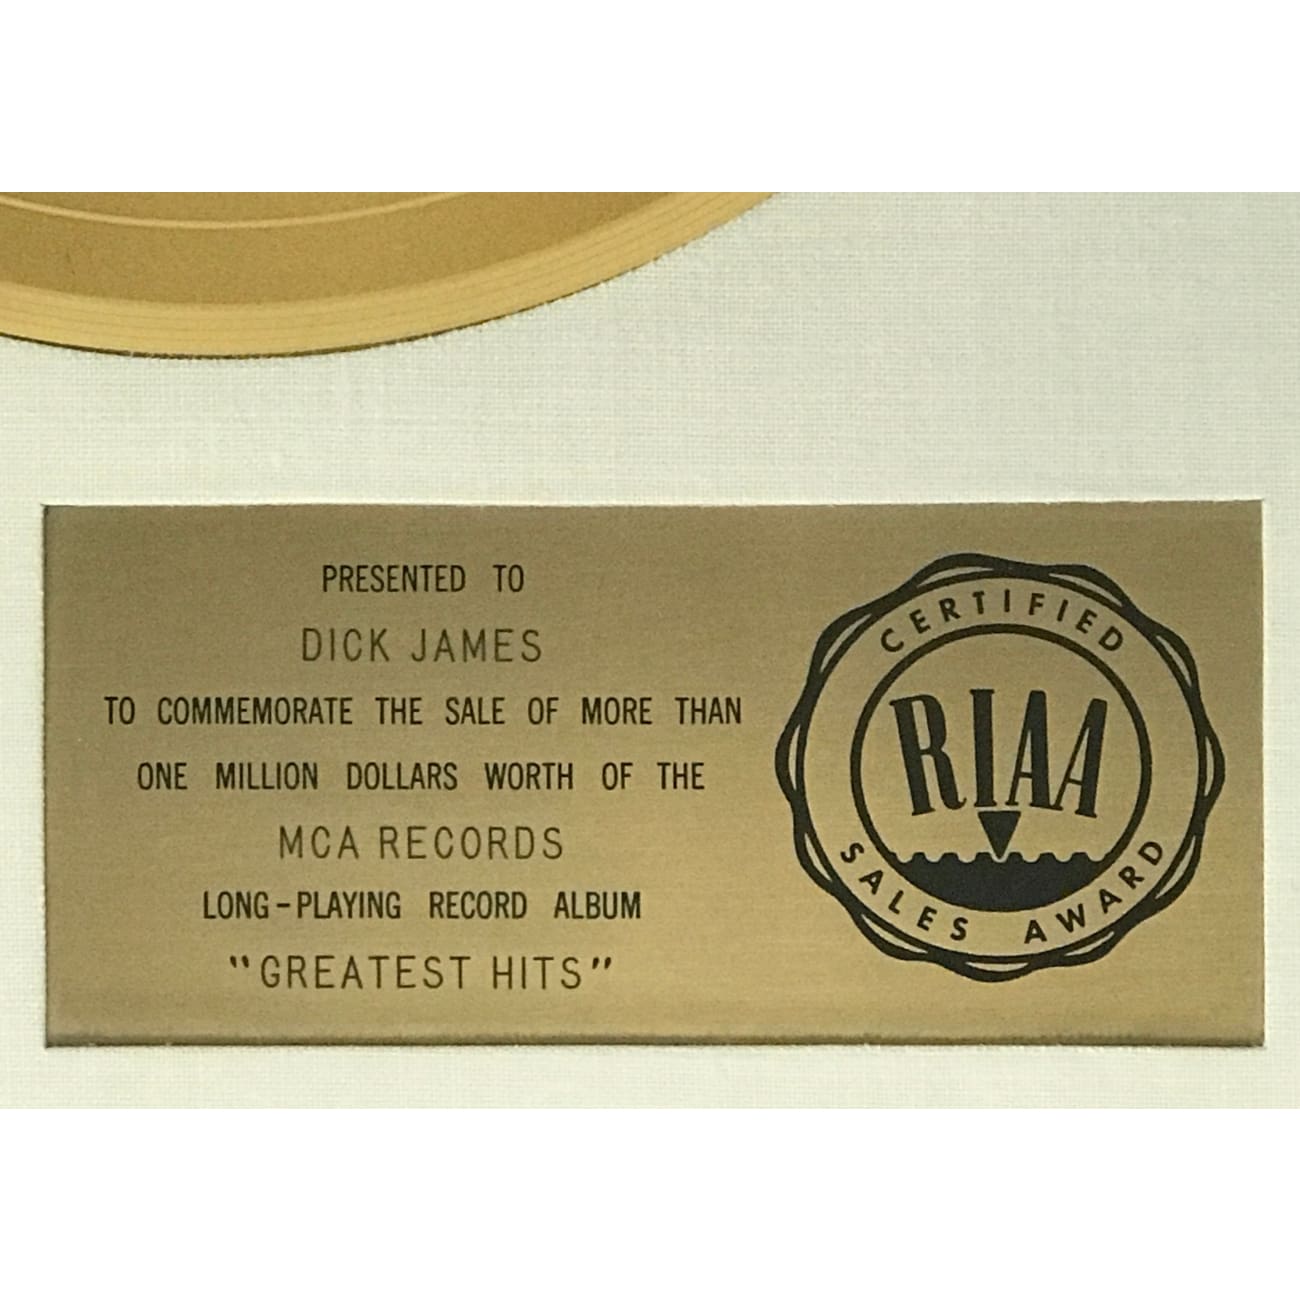 PRESENTED TO
DICK JAMES
TO COMMEMORATE THE SALE OF MORE THAN
ONE MILLION DOLLARS WORTH OF THE
MCA RECORDS
LONG-PLAYING RECORD ALBUM
"GREATEST HITS"
CERTIFIED
RIAA
SALES AWARD